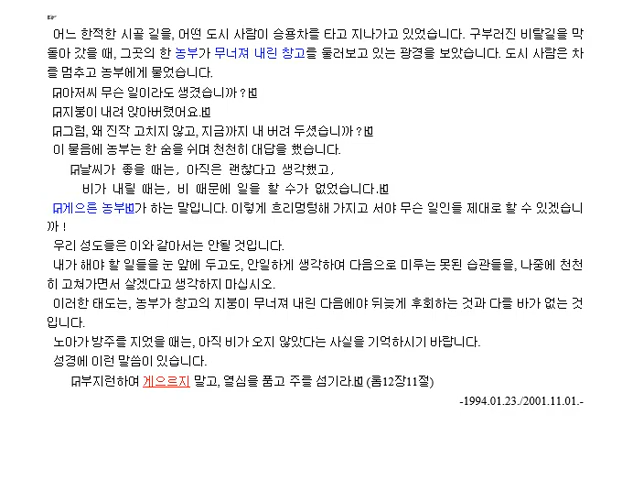 ☞
어느 한적한 시골 길을, 어떤 도시 사람이 승용차를 타고 지나가고 있었습니다. 구부러진 비탈길을 막
돌아 갔을 때, 그곳의 한 농부가 무너져 내린 창고를 둘러보고 있는 광경을 보았습니다. 도시 사람은 차
를 멈추고 농부에게 물었습니다.
『아저씨 무슨 일이라도 생겼습니까?』
『지붕이 내려 앉아버렸어요.』
『그럼, 왜 진작 고치지 않고, 지금까지 내 버려 두셨습니까?』
이 물음에 농부는 한 숨을 쉬며 천천히 대답을 했습니다.
『날씨가 좋을 때는, 아직은 괜찮다고 생각했고,
비가 내릴 때는, 비 때문에 일을 할 수가 없었습니다.』
『게으른 농부』가 하는 말입니다. 이렇게 흐리멍텅해 가지고 서야 무슨 일인들 제대로 할 수 있겠습니
까!
우리 성도들은 이와 같아서는 안될 것입니다.
내가 해야 할 일들을 눈 앞에 두고도, 안일하게 생각하여 다음으로 미루는 못된 습관들을, 나중에 천천
히 고쳐가면서 살겠다고 생각하지 마십시오.
이러한 태도는, 농부가 창고의 지붕이 무너져 내린 다음에야 뒤늦게 후회하는 것과 다를 바가 없는 것
입니다.
노아가 방주를 지었을 때는, 아직 비가 오지 않았다는 사실을 기억하시기 바랍니다.
성경에 이런 말씀이 있습니다.
『부지런하여 게으르지 말고, 열심을 품고 주를 섬기라.』 (롬12장11절)
-1994.01.23./2001.11.01.-